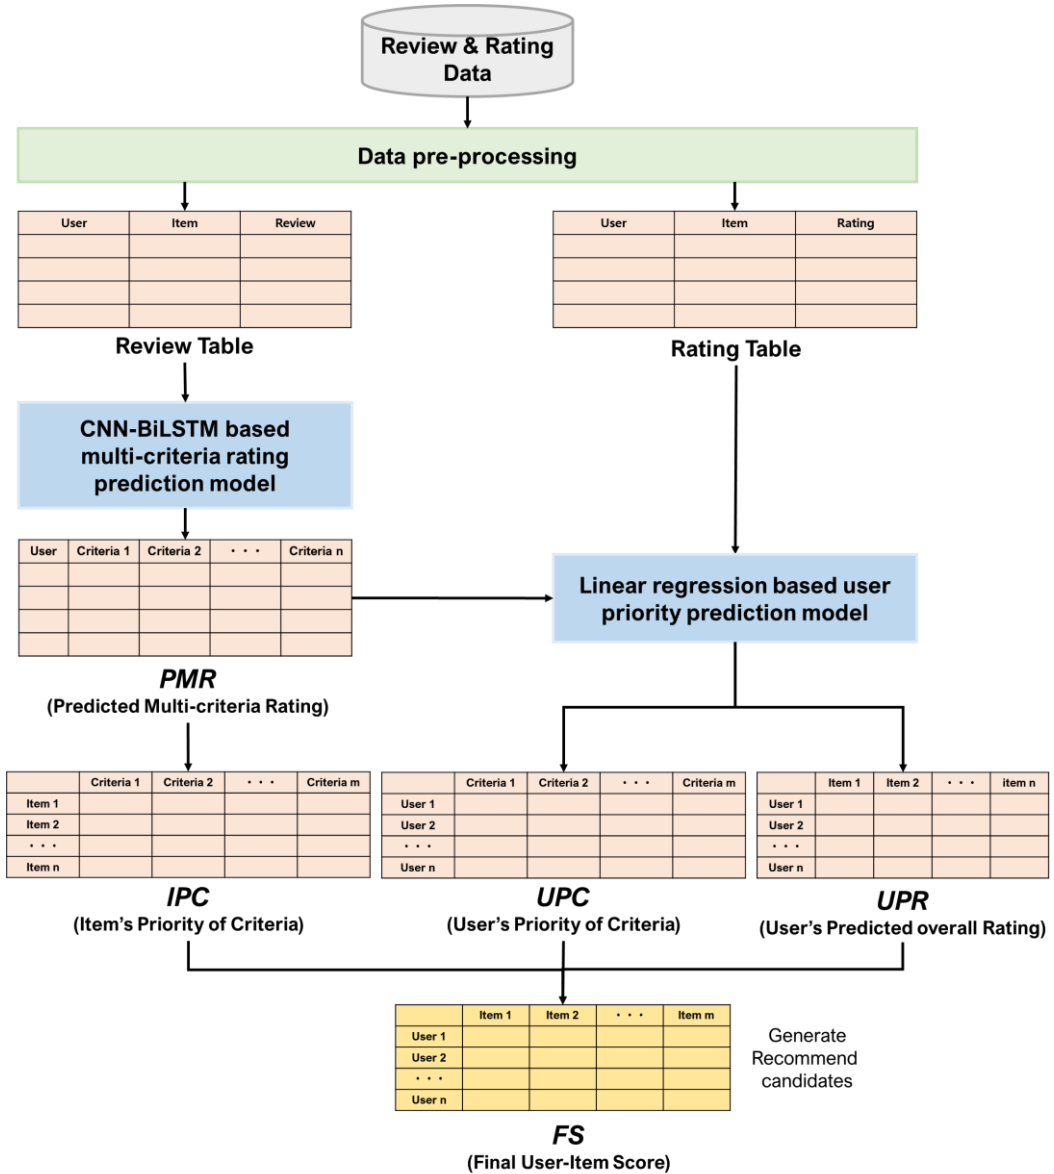 Review & Rating
Data
Data pre-processing
User Item Review
Review Table
User Item Rating
Rating Table
CNN-BiLSTM based
multi-criteria rating
prediction model
User Criteria 1 Criteria 2 · · · Criteria n
PMR
(Predicted Multi-criteria Rating)
Linear regression based user
priority prediction model
Criteria 1 Criteria 2 · · · Criteria m
Item 1
Item 2
· · ·
Item n
IPC
(Item's Priority of Criteria)
Criteria 1 Criteria 2 · · · Criteria m
User 1
User 2
· · ·
User n
UPC
(User's Priority of Criteria)
Item 1 Item 2 · · · item n
User 1
User 2
· · ·
User n
UPR
(User's Predicted overall Rating)
Item 1 Item 2 · · · Item m
User 1
User 2
· · ·
User n
FS
(Final User-Item Score)
Generate
Recommend
candidates